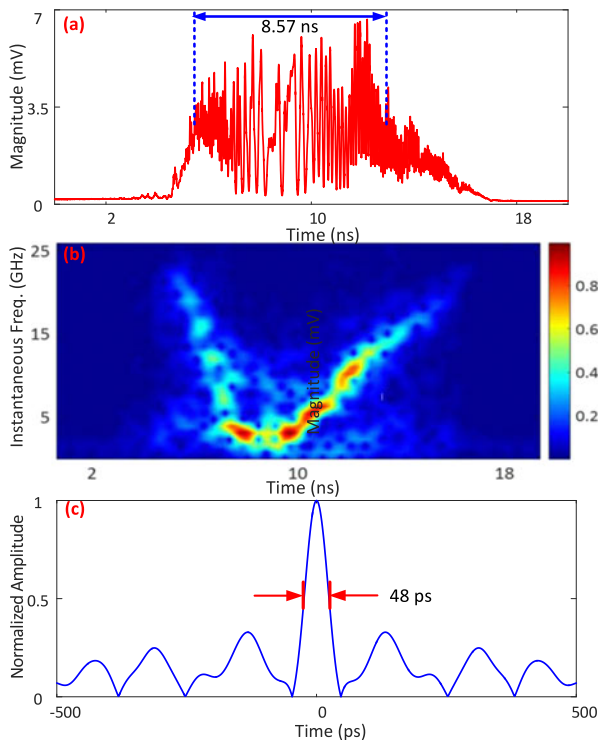 (a)
8.57 ns
7
3.5
0
Magnitude (mV)
2
10
18
Time (ns)
(b)
25
15
5
Instantaneous Freq. (GHz)
Magnitude (mV)
0.8
0.6
0.4
0.2
2
10
18
Time (ns)
(c)
1
0.5
0
Normalized Amplitude
48 ps
-500
0
500
Time (ps)